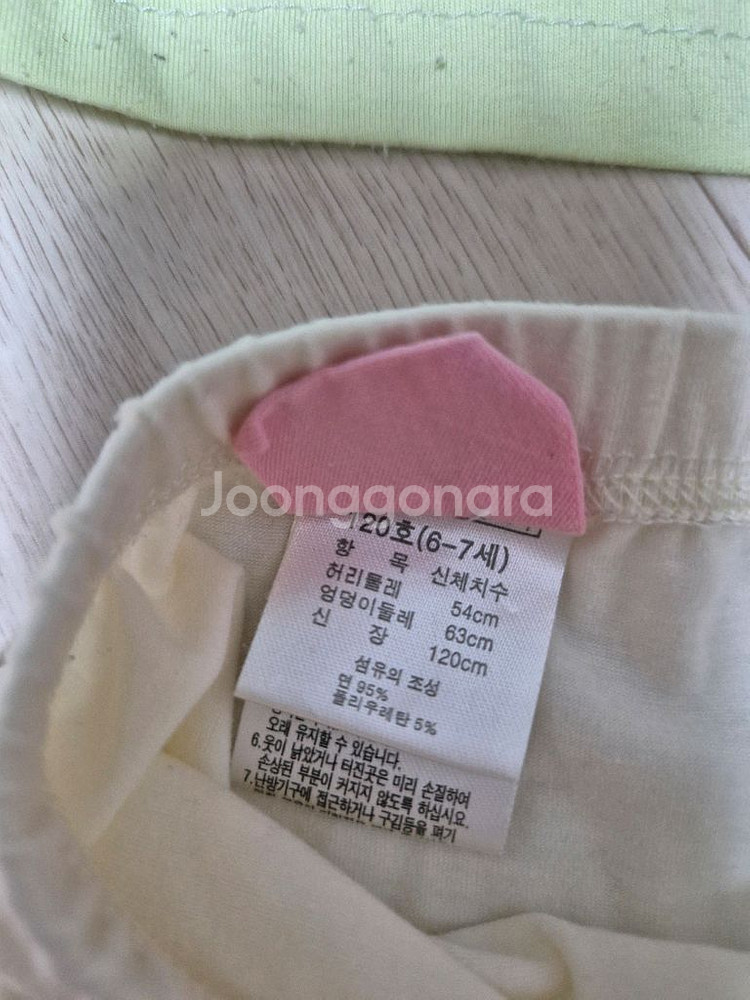 Joonggonara
20호(6-7세)
항 목 신체치수
허리둘레 54cm
엉덩이둘레 63cm
신 장 120cm
섬유의 조성
면 95%
폴리우레탄 5%
오래 유지할 수 있습니다.
6.옷이 낡았거나 터진곳은 미리 손질하여
손상된 부분이 커지지 않도록 하십시요.
7.난방기구에 접근하거나 구김등을 펴기